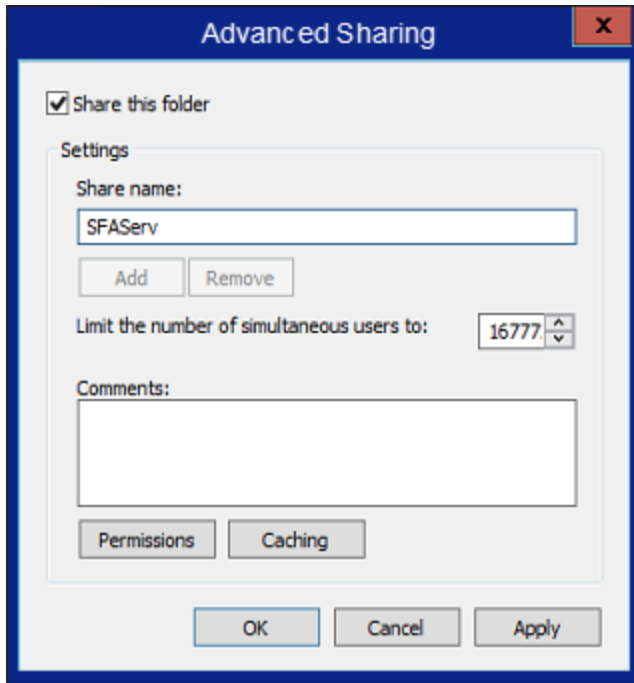 Advanced Sharing
x
Share this folder
Settings
Share name:
SFAServ
Add Remove
Limit the number of simultaneous users to: 16777
Comments:
Permissions Caching
OK Cancel Apply